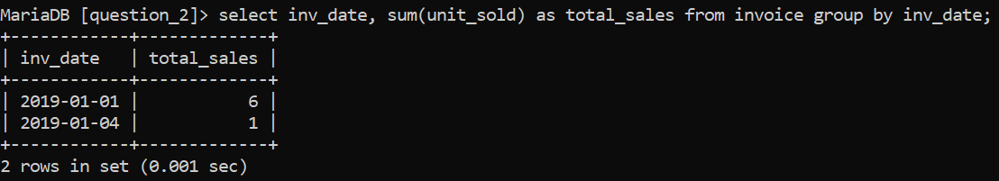 MariaDB [question_2]> select inv_date, sum(unit_sold) as total_sales from invoice group by inv_date;
+------------+-------------+
| inv_date   | total_sales |
+------------+-------------+
| 2019-01-01 |           6 |
| 2019-01-04 |           1 |
+------------+-------------+
2 rows in set (0.001 sec)